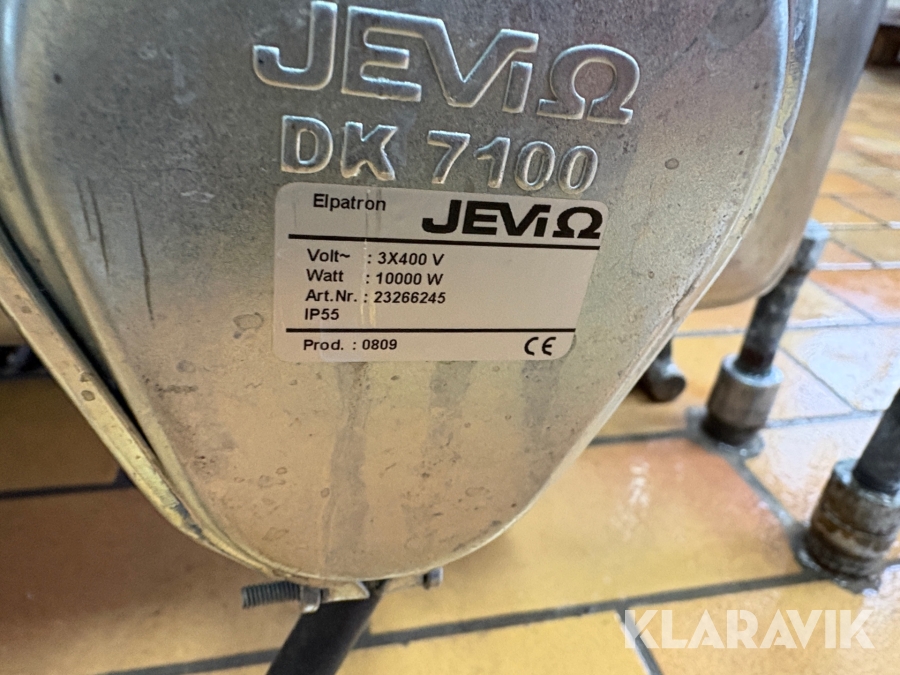 JEVIΩ
DK 7100
Elpatron JEVIΩ
Volt~ : 3X400 V
Watt : 10000 W
Art.Nr. : 23266245
IP55
Prod. : 0809 CE
KLARAVIK